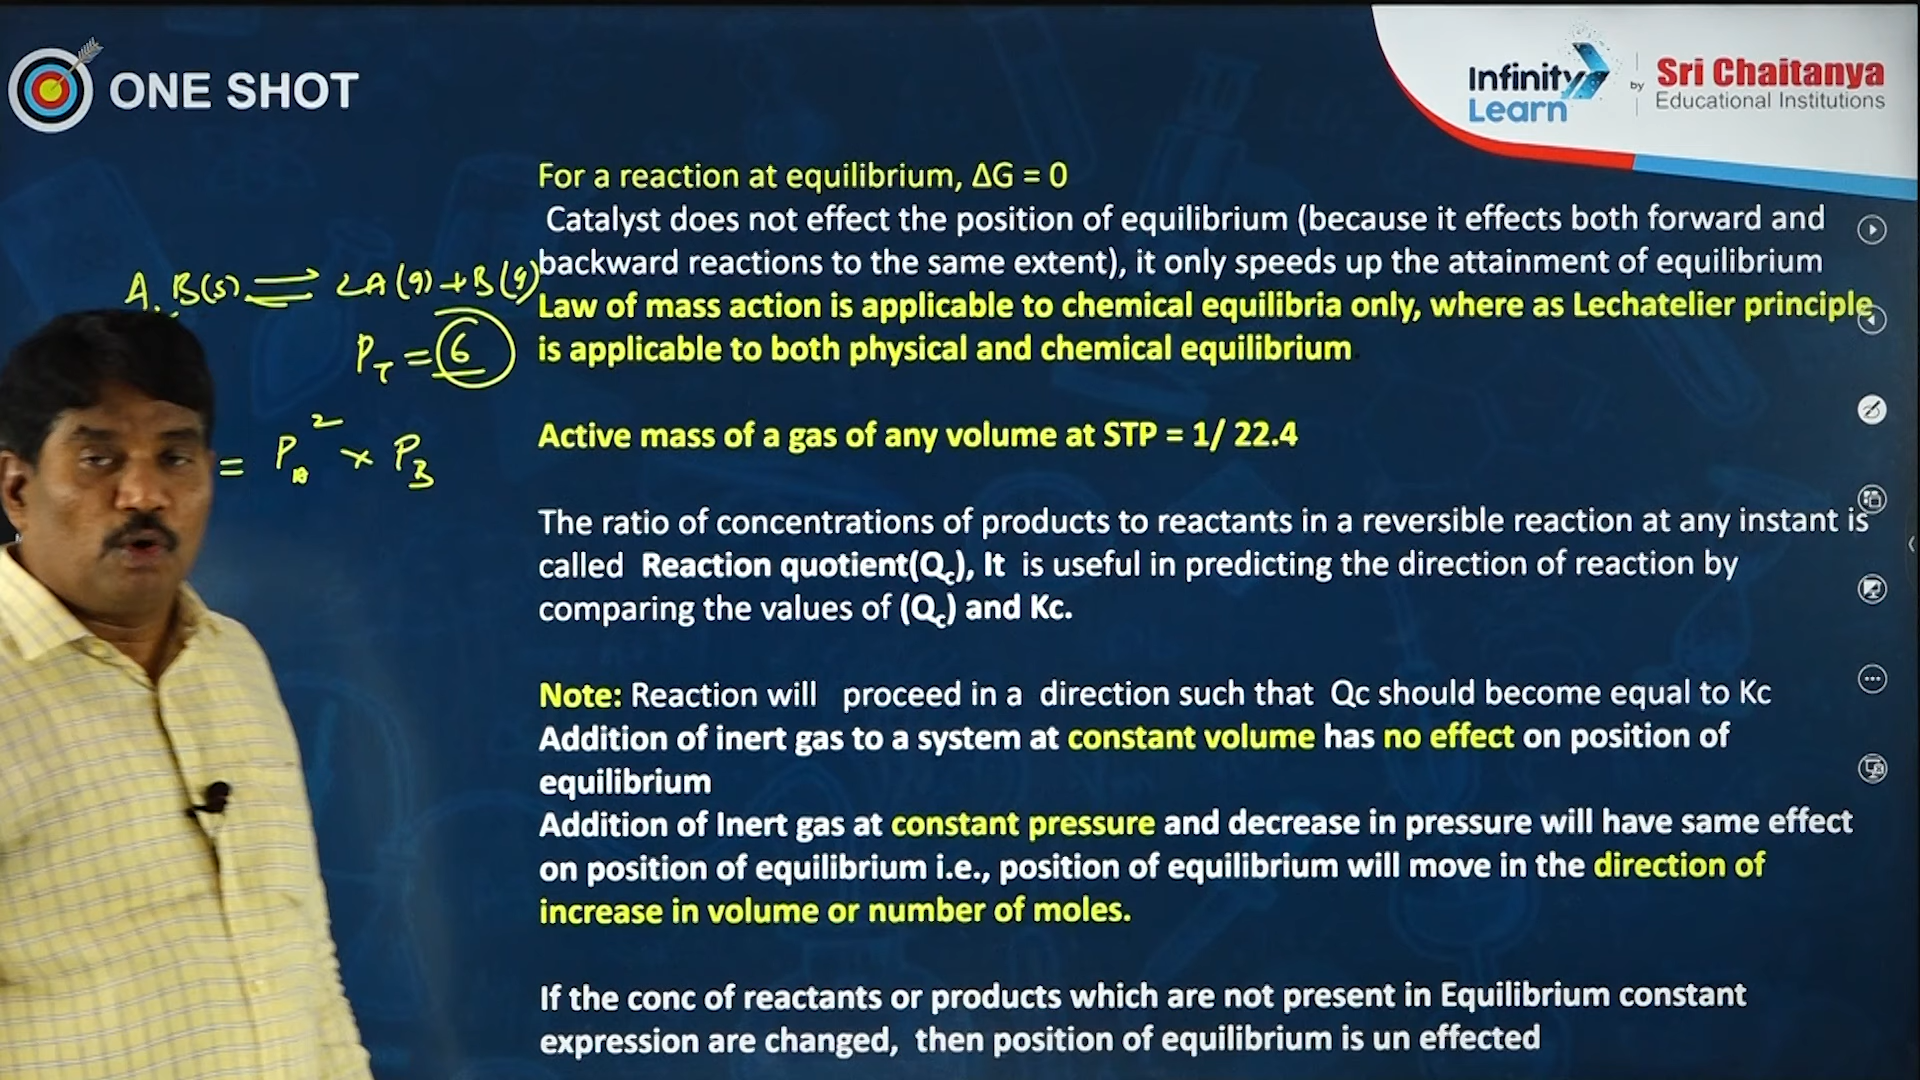 ONE SHOT
Infinity Learn by Sri Chaitanya Educational Institutions
For a reaction at equilibrium, ΔG = 0
Catalyst does not effect the position of equilibrium (because it effects both forward and
backward reactions to the same extent), it only speeds up the attainment of equilibrium
Law of mass action is applicable to chemical equilibria only, where as Lechatelier principle
is applicable to both physical and chemical equilibrium
Active mass of a gas of any volume at STP = 1/ 22.4
The ratio of concentrations of products to reactants in a reversible reaction at any instant is
called Reaction quotient(Qc), It is useful in predicting the direction of reaction by
comparing the values of (Qc) and Kc.
Note: Reaction will proceed in a direction such that Qc should become equal to Kc
Addition of inert gas to a system at constant volume has no effect on position of
equilibrium
Addition of Inert gas at constant pressure and decrease in pressure will have same effect
on position of equilibrium i.e., position of equilibrium will move in the direction of
increase in volume or number of moles.
If the conc of reactants or products which are not present in Equilibrium constant
expression are changed, then position of equilibrium is un effected
B(s) ⇌ 2A(g) + B(g)
P_T = 6
= P² × P_B